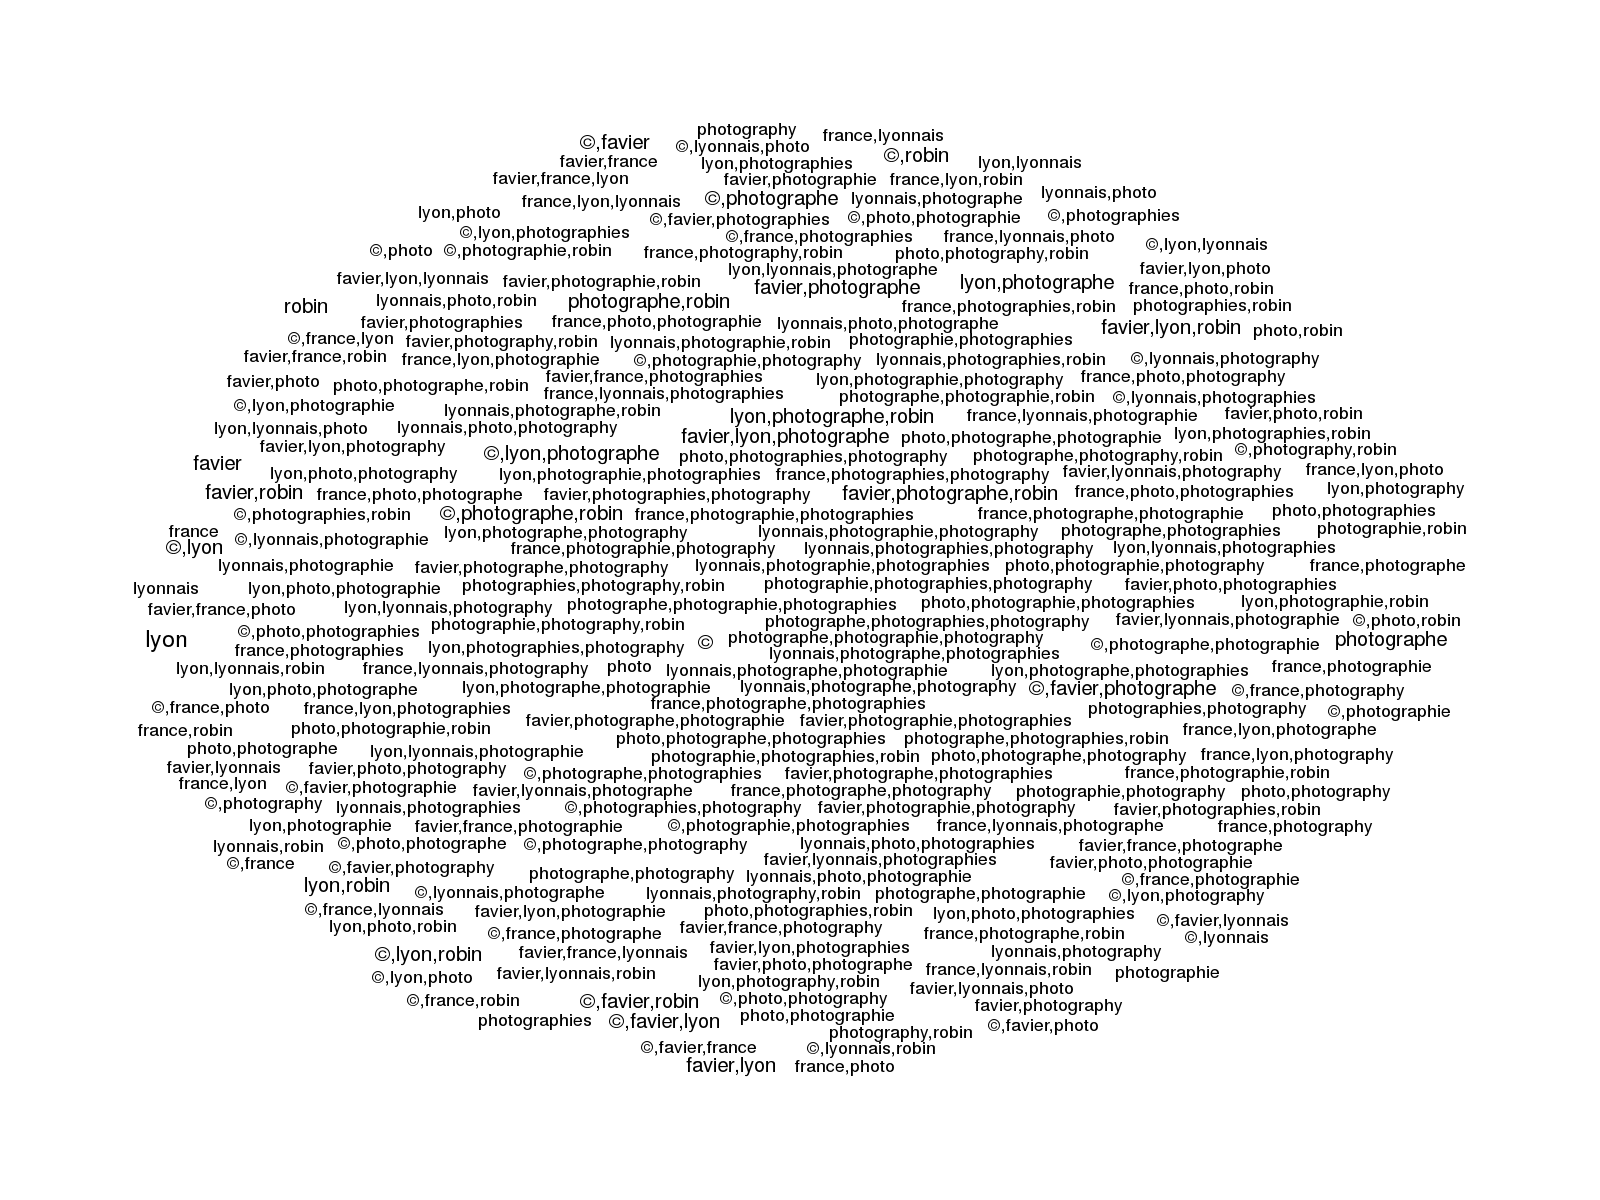 photography france,lyonnais
©,favier ©,lyonnais,photo
©,robin
favier,france lyon,photographies lyon,lyonnais
favier,france,lyon favier,photographie france,lyon,robin
lyonnais,photo
france,lyon,lyonnais ©,photographe lyonnais,photographe
lyon,photo ©,favier,photographies ©,photo,photographie ©,photographies
©,lyon,photographies ©,france,photographies france,lyonnais,photo
©,photo ©,photographie,robin france,photography,robin photo,photography,robin ©,lyon,lyonnais
lyon,lyonnais,photographe favier,lyon,photo
favier,lyon,lyonnais favier,photographie,robin favier,photographe lyon,photographe france,photo,robin
robin lyonnais,photo,robin photographe,robin france,photographies,robin photographies,robin
favier,photographies france,photo,photographie lyonnais,photo,photographe favier,lyon,robin photo,robin
©,france,lyon favier,photography,robin lyonnais,photographie,robin photographie,photographies
favier,france,robin france,lyon,photographie ©,photographie,photography lyonnais,photographies,robin ©,lyonnais,photography
favier,photo photo,photographe,robin favier,france,photographies lyon,photographie,photography france,photo,photography
france,lyonnais,photographies photographe,photographie,robin ©,lyonnais,photographies
©,lyon,photographie lyonnais,photographe,robin lyon,photographe,robin france,lyonnais,photographie favier,photo,robin
lyon,lyonnais,photo lyonnais,photo,photography favier,lyon,photographe photo,photographe,photographie lyon,photographies,robin
favier,lyon,photography ©,lyon,photographe photo,photographies,photography photographe,photography,robin ©,photography,robin
favier lyon,photo,photography lyon,photographie,photographies france,photographies,photography favier,lyonnais,photography france,lyon,photo
favier,robin france,photo,photographe favier,photographies,photography favier,photographe,robin france,photo,photographies lyon,photography
©,photographies,robin ©,photographe,robin france,photographie,photographies france,photographe,photographie photo,photographies
france lyon,photographe,photography lyonnais,photographie,photography photographe,photographies photographie,robin
©,lyon ©,lyonnais,photographie france,photographie,photography lyonnais,photographies,photography lyon,lyonnais,photographies
lyonnais,photographie favier,photographe,photography lyonnais,photographie,photographies photo,photographie,photography france,photographe
lyonnais lyon,photo,photographie photographies,photography,robin photographie,photographies,photography favier,photo,photographies
favier,france,photo lyon,lyonnais,photography photographe,photographie,photographies photo,photographie,photographies lyon,photographie,robin
©,photo,photographies photographie,photography,robin photographe,photographies,photography favier,lyonnais,photographie ©,photo,robin
lyon france,photographies lyon,photographies,photography © photographe,photographie,photography ©,photographe,photographie photographe
lyonnais,photographe,photographies
lyon,lyonnais,robin france,lyonnais,photography photo lyonnais,photographe,photographie lyon,photographe,photographies france,photographie
lyon,photo,photographe lyon,photographe,photographie lyonnais,photographe,photography ©,favier,photographe ©,france,photography
©,france,photo france,lyon,photographies france,photographe,photographies photographies,photography ©,photographie
france,robin photo,photographie,robin favier,photographe,photographie favier,photographie,photographies france,lyon,photographe
photo,photographe lyon,lyonnais,photographie photo,photographe,photographies photographe,photographies,robin
photographie,photographies,robin photo,photographe,photography france,lyon,photography
favier,lyonnais favier,photo,photography ©,photographe,photographies favier,photographe,photographies france,photographie,robin
france,lyon ©,favier,photographie favier,lyonnais,photographe france,photographe,photography photographie,photography photo,photography
©,photography lyonnais,photographies ©,photographies,photography favier,photographie,photography favier,photographies,robin
lyon,photographie favier,france,photographie ©,photographie,photographies france,lyonnais,photographe france,photography
lyonnais,robin ©,photo,photographe ©,photographe,photography lyonnais,photo,photographies favier,france,photographe
©,france ©,favier,photography favier,lyonnais,photographies favier,photo,photographie
photographe,photography lyonnais,photo,photographie ©,france,photographie
lyon,robin ©,lyonnais,photographe lyonnais,photography,robin photographe,photographie ©,lyon,photography
©,france,lyonnais favier,lyon,photographie photo,photographies,robin lyon,photo,photographies ©,favier,lyonnais
lyon,photo,robin ©,france,photographe favier,france,photography france,photographe,robin ©,lyonnais
©,lyon,robin favier,france,lyonnais favier,lyon,photographies lyonnais,photography
©,lyon,photo favier,lyonnais,robin favier,photo,photographe france,lyonnais,robin photographie
lyon,photography,robin favier,lyonnais,photo
©,france,robin ©,favier,robin ©,photo,photography favier,photography
photographies ©,favier,lyon photo,photographie ©,favier,photo
photography,robin
©,favier,france ©,lyonnais,robin
favier,lyon france,photo